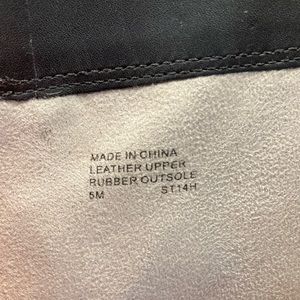 MADE IN CHINA
LEATHER UPPER
RUBBER OUTSOLE
5M ST14H